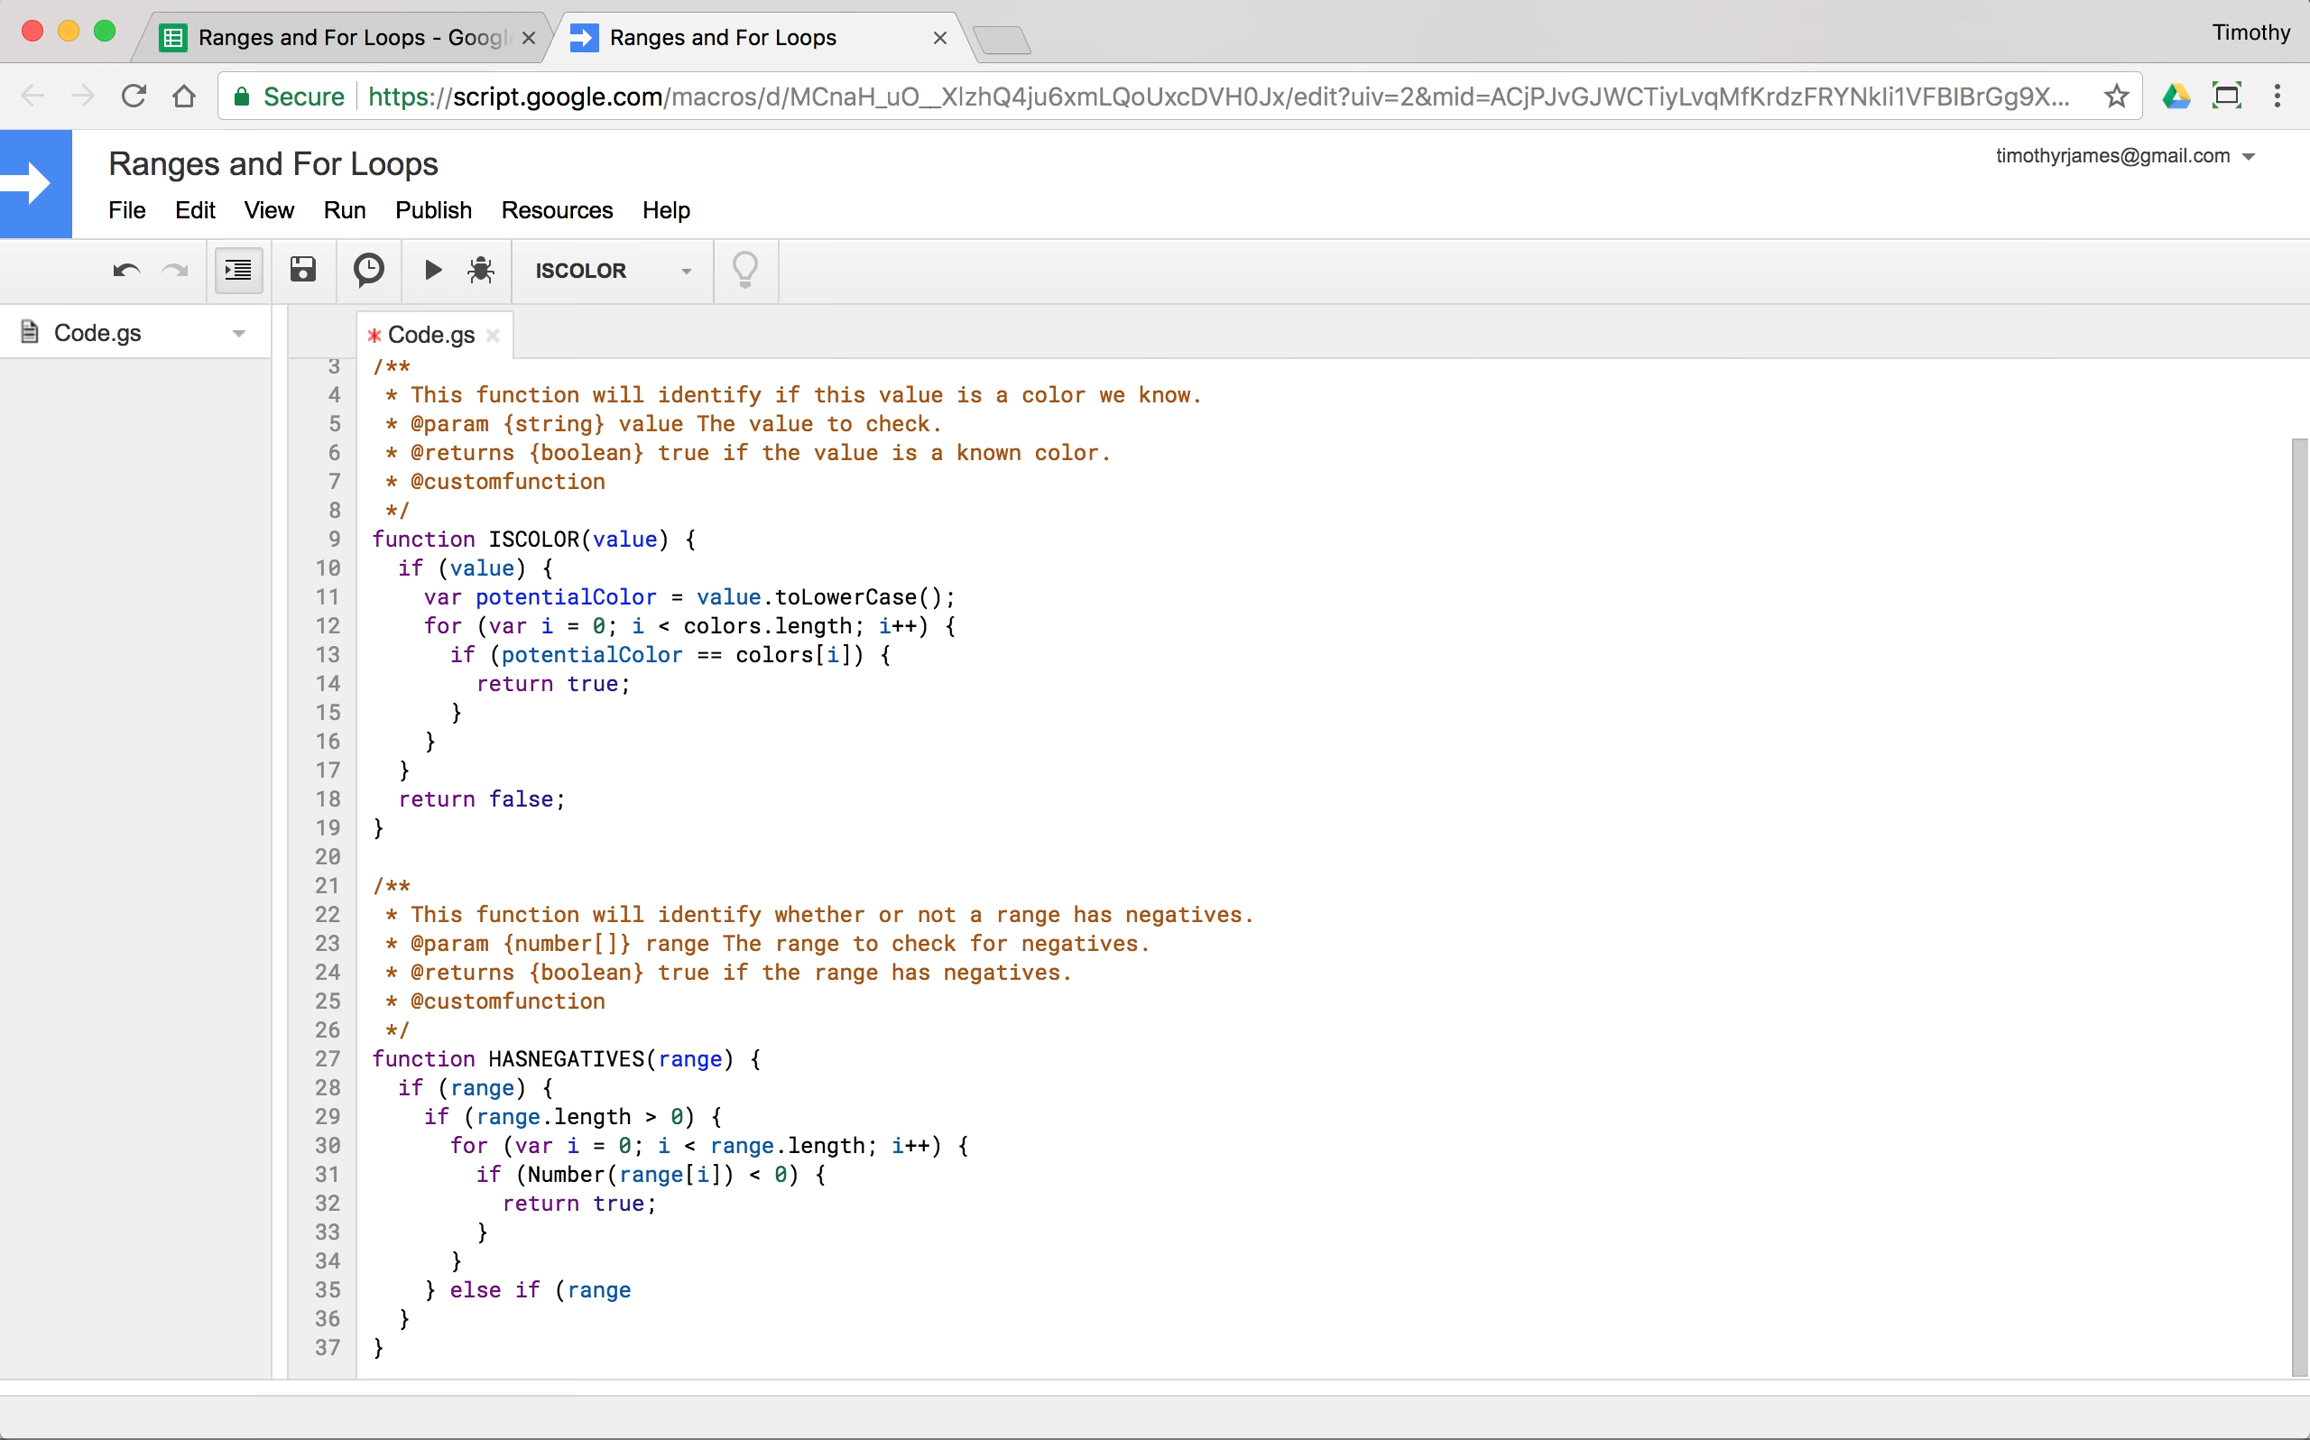 Ranges and For Loops - Googl
Ranges and For Loops
Timothy
Secure
https://script.google.com/macros/d/MCnaH_uO__XIzhQ4ju6xmLQoUxcDVH0Jx/edit?uiv=2&mid=ACjPJvGJWCTiyLvqMfKrdzFRYNkli1VFBIBrGg9X...
Ranges and For Loops
timothyrjames@gmail.com
File Edit View Run Publish Resources Help
ISCOLOR
Code.gs
* Code.gs
3 /**
4 * This function will identify if this value is a color we know.
5 * @param {string} value The value to check.
6 * @returns {boolean} true if the value is a known color.
7 * @customfunction
8 */
9 function ISCOLOR(value) {
10 if (value) {
11 var potentialColor = value.toLowerCase();
12 for (var i = 0; i < colors.length; i++) {
13 if (potentialColor == colors[i]) {
14 return true;
15 }
16 }
17 }
18 return false;
19 }
20
21 /**
22 * This function will identify whether or not a range has negatives.
23 * @param {number[]} range The range to check for negatives.
24 * @returns {boolean} true if the range has negatives.
25 * @customfunction
26 */
27 function HASNEGATIVES(range) {
28 if (range) {
29 if (range.length > 0) {
30 for (var i = 0; i < range.length; i++) {
31 if (Number(range[i]) < 0) {
32 return true;
33 }
34 }
35 } else if (range
36 }
37 }